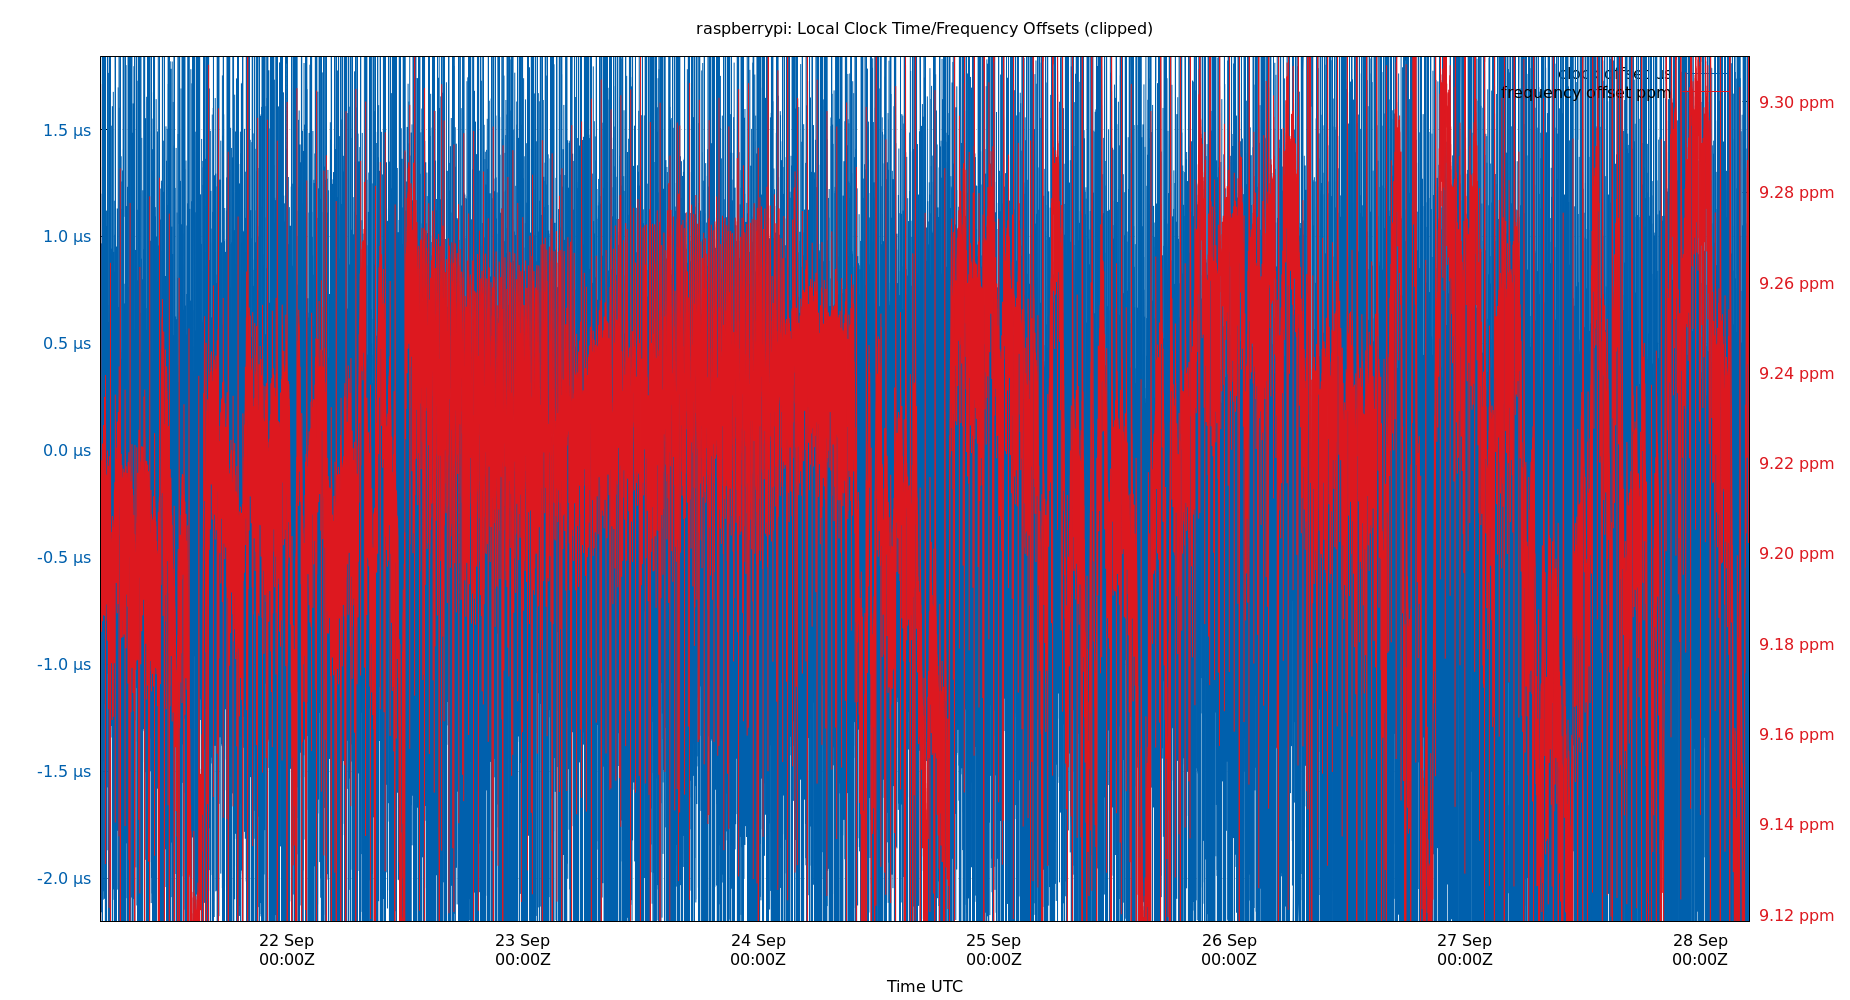 raspberrypi: Local Clock Time/Frequency Offsets (clipped)
clock offset µs
frequency offset ppm
1.5 µs
1.0 µs
0.5 µs
0.0 µs
-0.5 µs
-1.0 µs
-1.5 µs
-2.0 µs
9.30 ppm
9.28 ppm
9.26 ppm
9.24 ppm
9.22 ppm
9.20 ppm
9.18 ppm
9.16 ppm
9.14 ppm
9.12 ppm
22 Sep 23 Sep 24 Sep 25 Sep 26 Sep 27 Sep 28 Sep
00:00Z 00:00Z 00:00Z 00:00Z 00:00Z 00:00Z 00:00Z
Time UTC